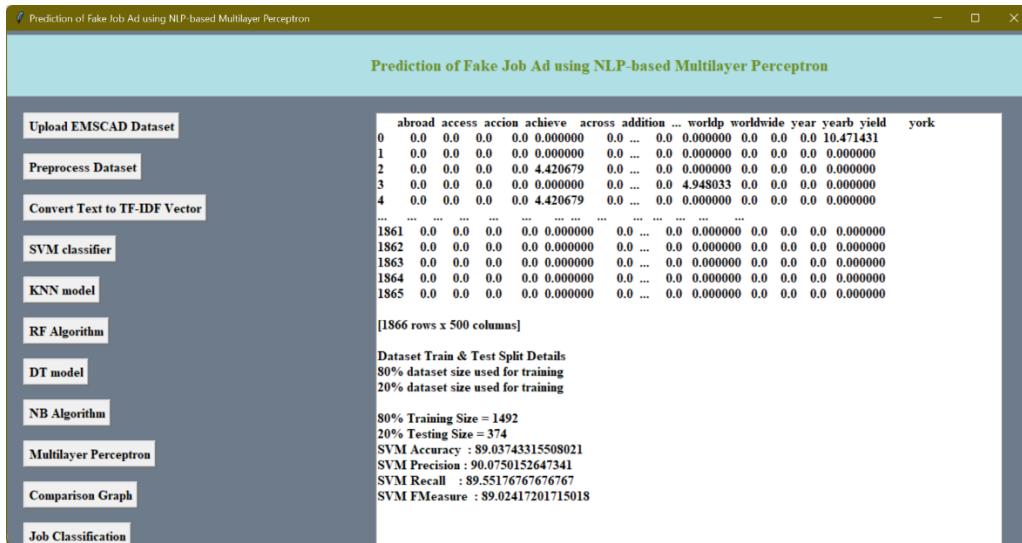 Prediction of Fake Job Ad using NLP-based Multilayer Perceptron
Prediction of Fake Job Ad using NLP-based Multilayer Perceptron
Upload EMSCAD Dataset
Preprocess Dataset
Convert Text to TF-IDF Vector
SVM classifier
KNN model
RF Algorithm
DT model
NB Algorithm
Multilayer Perceptron
Comparison Graph
Job Classification
abroad access accion achieve across addition ... worldp worldwide year yearb yield york
0 0.0 0.0 0.0 0.0 0.000000 0.0 ... 0.0 0.000000 0.0 0.0 0.0 10.471431
1 0.0 0.0 0.0 0.0 0.000000 0.0 ... 0.0 0.000000 0.0 0.0 0.0 0.000000
2 0.0 0.0 0.0 0.0 4.420679 0.0 ... 0.0 0.000000 0.0 0.0 0.0 0.000000
3 0.0 0.0 0.0 0.0 0.000000 0.0 ... 0.0 4.948033 0.0 0.0 0.0 0.000000
4 0.0 0.0 0.0 0.0 4.420679 0.0 ... 0.0 0.000000 0.0 0.0 0.0 0.000000
... ... ... ... ... ... ... ... ... ... ... ... ... ...
1861 0.0 0.0 0.0 0.0 0.000000 0.0 ... 0.0 0.000000 0.0 0.0 0.0 0.000000
1862 0.0 0.0 0.0 0.0 0.000000 0.0 ... 0.0 0.000000 0.0 0.0 0.0 0.000000
1863 0.0 0.0 0.0 0.0 0.000000 0.0 ... 0.0 0.000000 0.0 0.0 0.0 0.000000
1864 0.0 0.0 0.0 0.0 0.000000 0.0 ... 0.0 0.000000 0.0 0.0 0.0 0.000000
1865 0.0 0.0 0.0 0.0 0.000000 0.0 ... 0.0 0.000000 0.0 0.0 0.0 0.000000
[1866 rows x 500 columns]
Dataset Train & Test Split Details
80% dataset size used for training
20% dataset size used for training
80% Training Size = 1492
20% Testing Size = 374
SVM Accuracy : 89.03743315508021
SVM Precision : 90.0750152647341
SVM Recall : 89.55176767676767
SVM FMeasure : 89.02417201715018